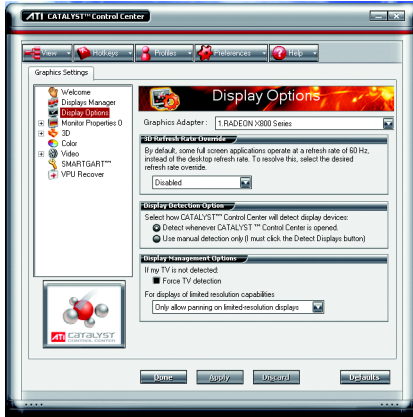 ATI CATALYST™ Control Center
View
Hotkeys
Profiles
Preferences
Help
Graphics Settings
Welcome
Displays Manager
Display Options
Monitor Properties 0
3D
Color
Video
SMARTGART™
VPU Recover
Display Options
Graphics Adapter : 1.RADEON X800 Series
3D Refresh Rate Override
By default, some full screen applications operate at a refresh rate of 60 Hz,
instead of the desktop refresh rate. To resolve this, select the desired
refresh rate override.
Disabled
Display Detection Option
Select how CATALYST™ Control Center will detect display devices:
Detect whenever CATALYST ™ Control Center is opened.
Use manual detection only (I must click the Detect Displays button)
Display Management Options
If my TV is not detected:
Force TV detection
For displays of limited resolution capabilities
Only allow panning on limited-resolution displays
ATI CATALYST
CONTROL CENTER
Done
Apply
Discard
Defaults